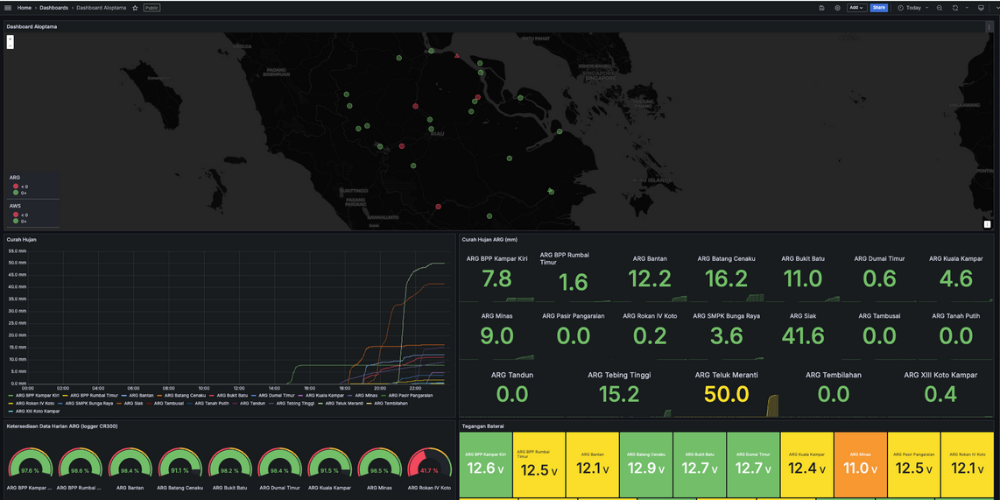 Home › Dashboards › Dashboard Aloptama
Public
Add
Share
Today
Dashboard Aloptama
+
-
PADANG
SIDEMPUAN
BATU PAHAT
JOHOR BAHRU
SINGAPORE
RIAU
RIAU ISLANDS
BUKITTINGGI
PADANG
PANJANG
SAWAHLUNTO
ARG
< 0
0+
AWS
< 0
0+
i
Curah Hujan
55.0 mm
50.0 mm
45.0 mm
40.0 mm
35.0 mm
30.0 mm
25.0 mm
20.0 mm
15.0 mm
10.0 mm
5.0 mm
0.0 mm
00:00 02:00 04:00 06:00 08:00 10:00 12:00 14:00 16:00 18:00 20:00 22:00
ARG BPP Kampar Kiri ARG BPP Rumbai Timur ARG Bantan ARG Batang Cenaku ARG Bukit Batu ARG Dumai Timur ARG Kuala Kampar ARG Minas ARG Pasir Pangaraian
ARG Rokan IV Koto ARG SMPK Bunga Raya ARG Siak ARG Tambusai ARG Tanah Putih ARG Tandun ARG Tebing Tinggi ARG Teluk Meranti ARG Tembilahan
ARG XIII Koto Kampar
Curah Hujan ARG (mm)
ARG BPP Kampar Kiri
7.8
ARG BPP Rumbai
Timur
1.6
ARG Bantan
12.2
ARG Batang Cenaku
16.2
ARG Bukit Batu
11.0
ARG Dumai Timur
0.6
ARG Kuala Kampar
4.6
ARG Minas
9.0
ARG Pasir Pangaraian
0.0
ARG Rokan IV Koto
0.2
ARG SMPK Bunga Raya
3.6
ARG Siak
41.6
ARG Tambusai
0.0
ARG Tanah Putih
0.0
ARG Tandun
0.0
ARG Tebing Tinggi
15.2
ARG Teluk Meranti
50.0
ARG Tembilahan
0.0
ARG XIII Koto Kampar
0.4
Ketersediaan Data Harian ARG (logger CR300)
97.6 %
ARG BPP Kampar ...
98.6 %
ARG BPP Rumbai ...
98.4 %
ARG Bantan
91.1 %
ARG Batang Cenaku
98.2 %
ARG Bukit Batu
98.4 %
ARG Dumai Timur
91.5 %
ARG Kuala Kampar
98.5 %
ARG Minas
41.7 %
ARG Rokan IV Koto
Tegangan Baterai
ARG BPP Kampar Kiri
12.6 V
ARG BPP Rumbai
Timur
12.5 V
ARG Bantan
12.1 V
ARG Batang Cenaku
12.9 V
ARG Bukit Batu
12.7 V
ARG Dumai Timur
12.7 V
ARG Kuala Kampar
12.4 V
ARG Minas
11.0 V
ARG Pasir Pangaraian
12.5 V
ARG Rokan IV Koto
12.1 V